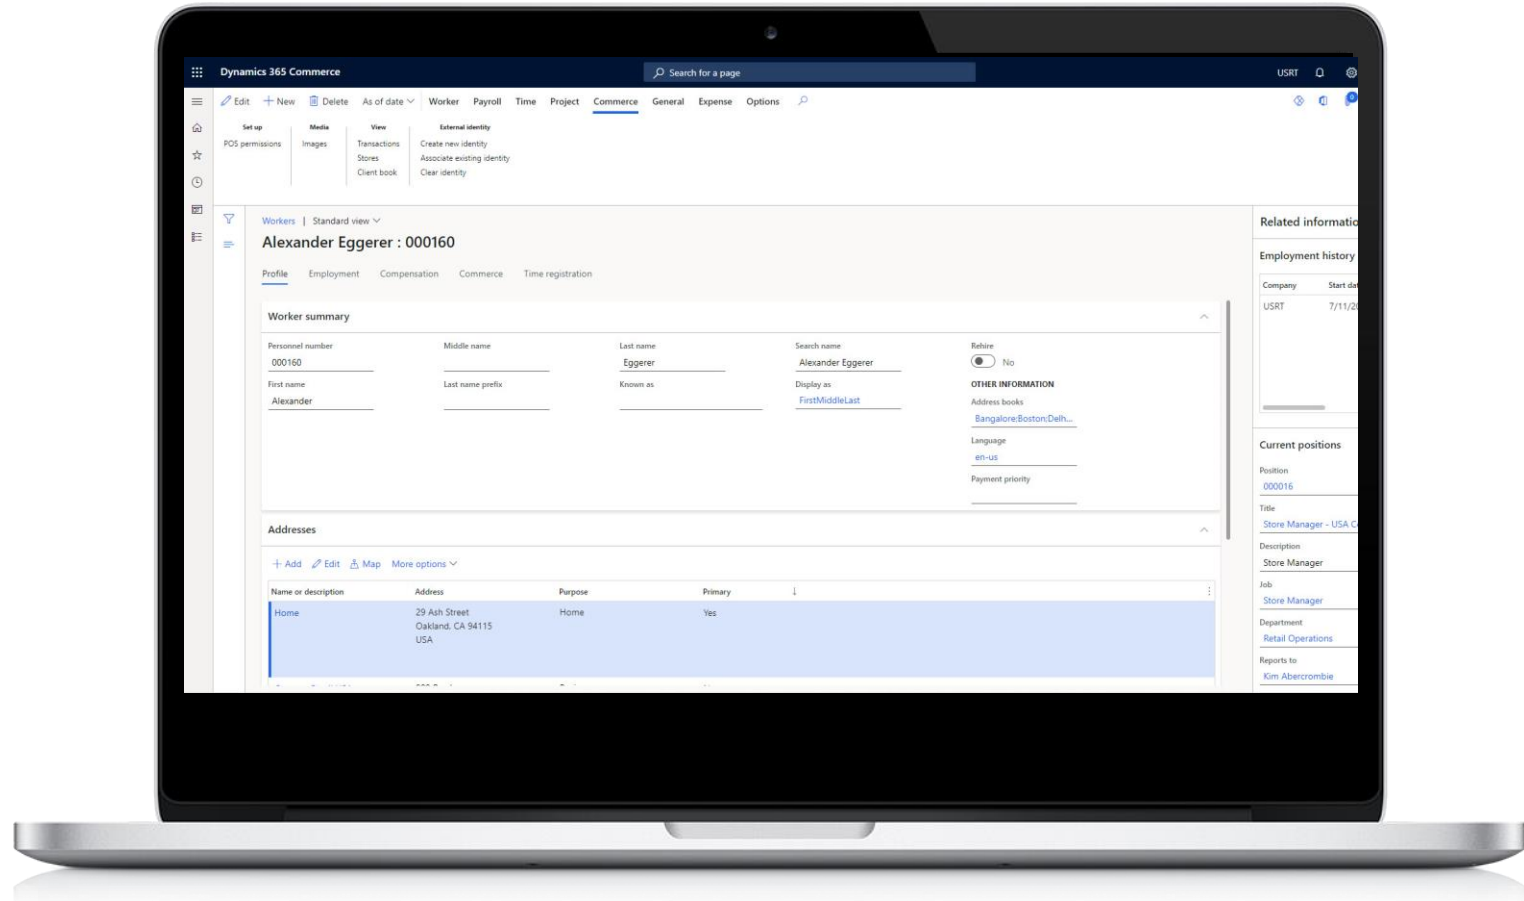 Dynamics 365 Commerce
Search for a page
USRT
Edit New Delete As of date Worker Payroll Time Project Commerce General Expense Options
0
Set up Media View External identity
POS permissions Images Transactions Create new identity
Stores Associate existing identity
Client book Clear identity
Workers | Standard view
Alexander Eggerer : 000160
Profile Employment Compensation Commerce Time registration
Worker summary
Personnel number Middle name Last name Search name Rehire
000160 Eggerer Alexander Eggerer No
First name Last name prefix Known as Display as OTHER INFORMATION
Alexander FirstMiddleLast Address books
Bangalore;Boston;Delh...
Language
en-us
Payment priority
Addresses
Add Edit Map More options
Name or description Address Purpose Primary
Home 29 Ash Street Home Yes
Oakland, CA 94115
USA
Related informatio
Employment history
Company Start dat
USRT 7/11/20
Current positions
Position
000016
Title
Store Manager - USA C
Description
Store Manager
Job
Store Manager
Department
Retail Operations
Reports to
Kim Abercrombie